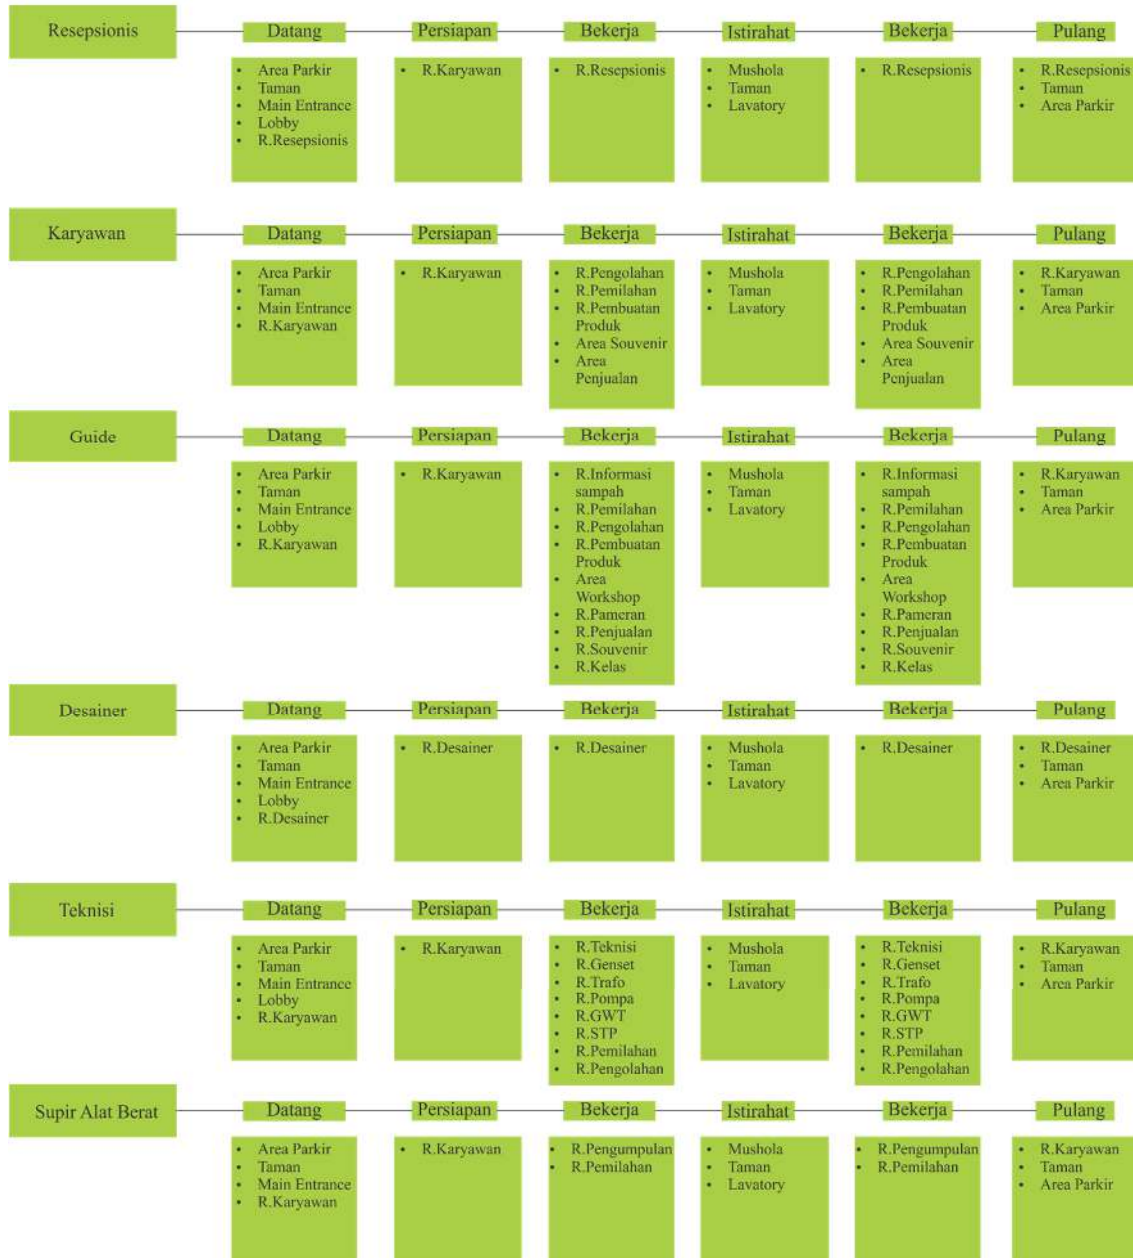 Resepsionis
Datang
Persiapan
Bekerja
Istirahat
Bekerja
Pulang
• Area Parkir
• Taman
• Main Entrance
• Lobby
• R.Resepsionis
• R.Karyawan
• R.Resepsionis
• Mushola
• Taman
• Lavatory
• R.Resepsionis
• R.Resepsionis
• Taman
• Area Parkir
Karyawan
Datang
Persiapan
Bekerja
Istirahat
Bekerja
Pulang
• Area Parkir
• Taman
• Main Entrance
• R.Karyawan
• R.Karyawan
• R.Pengolahan
• R.Pemilahan
• R.Pembuatan
Produk
• Area Souvenir
• Area
Penjualan
• Mushola
• Taman
• Lavatory
• R.Pengolahan
• R.Pemilahan
• R.Pembuatan
Produk
• Area Souvenir
• Area
Penjualan
• R.Karyawan
• Taman
• Area Parkir
Guide
Datang
Persiapan
Bekerja
Istirahat
Bekerja
Pulang
• Area Parkir
• Taman
• Main Entrance
• Lobby
• R.Karyawan
• R.Karyawan
• R.Informasi
sampah
• R.Pemilahan
• R.Pengolahan
• R.Pembuatan
Produk
• Area
Workshop
• R.Pameran
• R.Penjualan
• R.Souvenir
• R.Kelas
• Mushola
• Taman
• Lavatory
• R.Informasi
sampah
• R.Pemilahan
• R.Pengolahan
• R.Pembuatan
Produk
• Area
Workshop
• R.Pameran
• R.Penjualan
• R.Souvenir
• R.Kelas
• R.Karyawan
• Taman
• Area Parkir
Desainer
Datang
Persiapan
Bekerja
Istirahat
Bekerja
Pulang
• Area Parkir
• Taman
• Main Entrance
• Lobby
• R.Desainer
• R.Desainer
• R.Desainer
• Mushola
• Taman
• Lavatory
• R.Desainer
• R.Desainer
• Taman
• Area Parkir
Teknisi
Datang
Persiapan
Bekerja
Istirahat
Bekerja
Pulang
• Area Parkir
• Taman
• Main Entrance
• Lobby
• R.Karyawan
• R.Karyawan
• R.Teknisi
• R.Genset
• R.Trafo
• R.Pompa
• R.GWT
• R.STP
• R.Pemilahan
• R.Pengolahan
• Mushola
• Taman
• Lavatory
• R.Teknisi
• R.Genset
• R.Trafo
• R.Pompa
• R.GWT
• R.STP
• R.Pemilahan
• R.Pengolahan
• R.Karyawan
• Taman
• Area Parkir
Supir Alat Berat
Datang
Persiapan
Bekerja
Istirahat
Bekerja
Pulang
• Area Parkir
• Taman
• Main Entrance
• R.Karyawan
• R.Karyawan
• R.Pengumpulan
• R.Pemilahan
• Mushola
• Taman
• Lavatory
• R.Pengumpulan
• R.Pemilahan
• R.Karyawan
• Taman
• Area Parkir